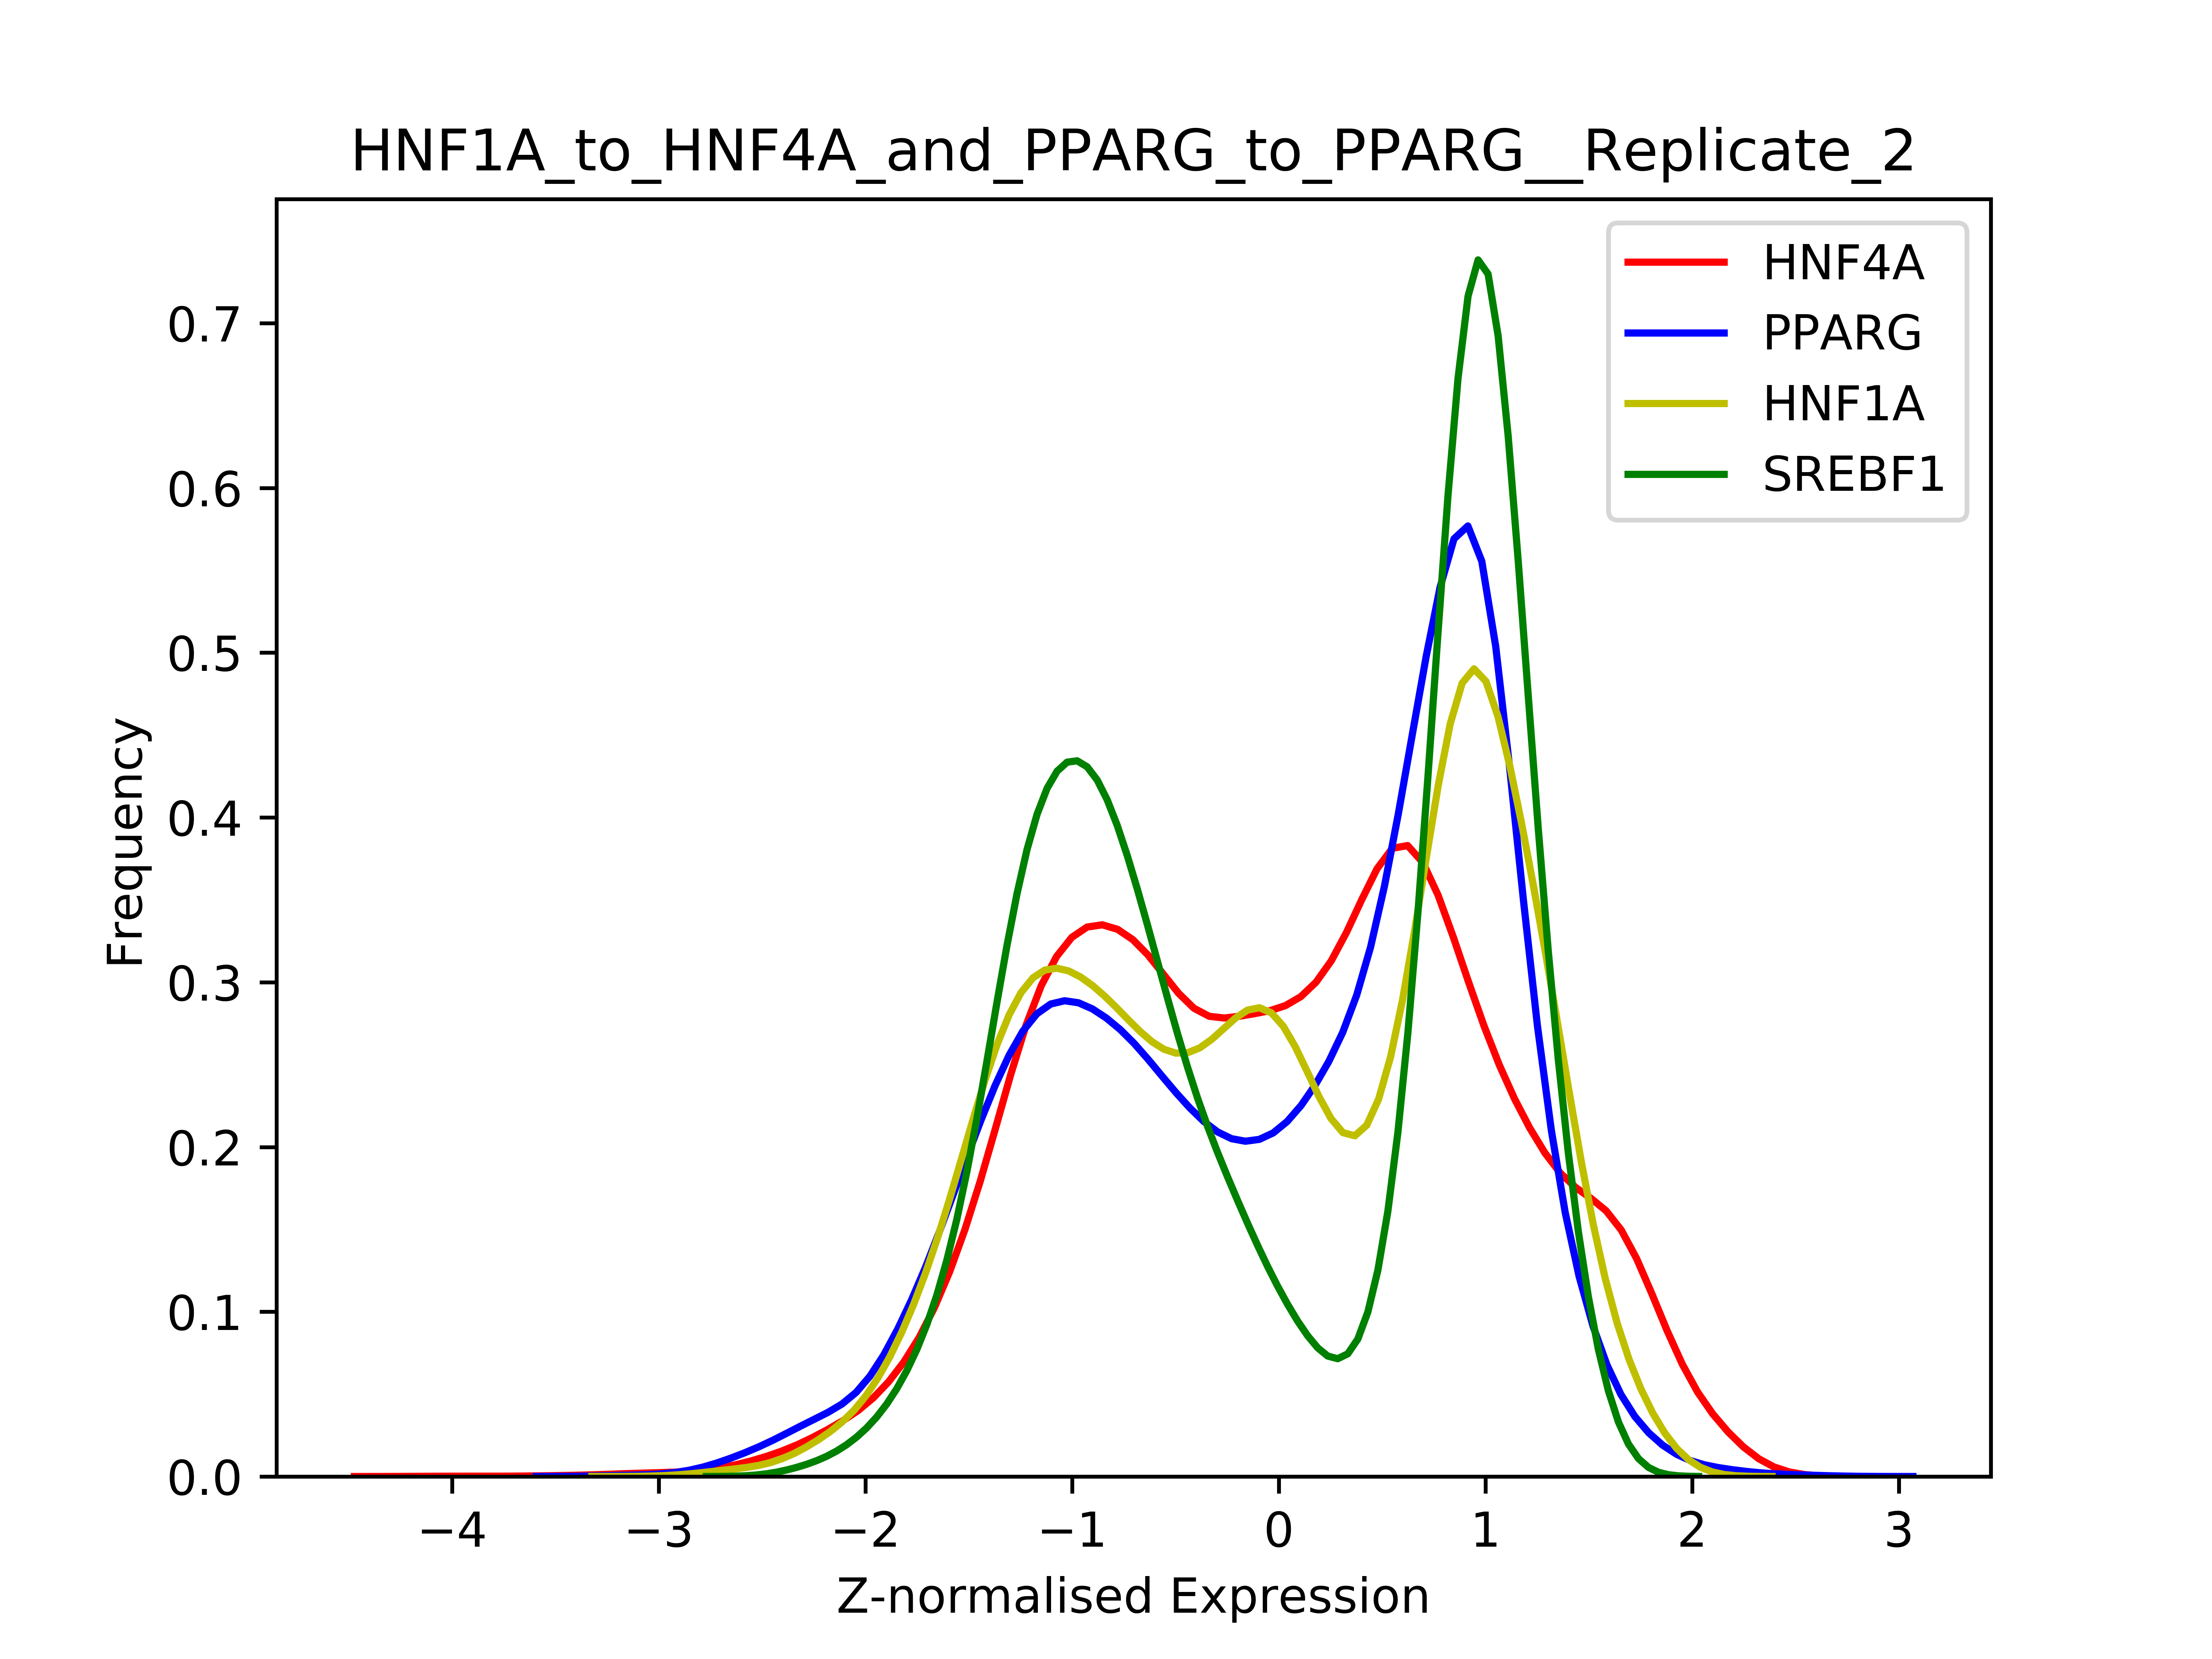 HNF1A_to_HNF4A_and_PPARG_to_PPARG__Replicate_2
HNF4A
PPARG
HNF1A
SREBF1
Frequency
0.7
0.6
0.5
0.4
0.3
0.2
0.1
0.0
−4 −3 −2 −1 0 1 2 3
Z-normalised Expression